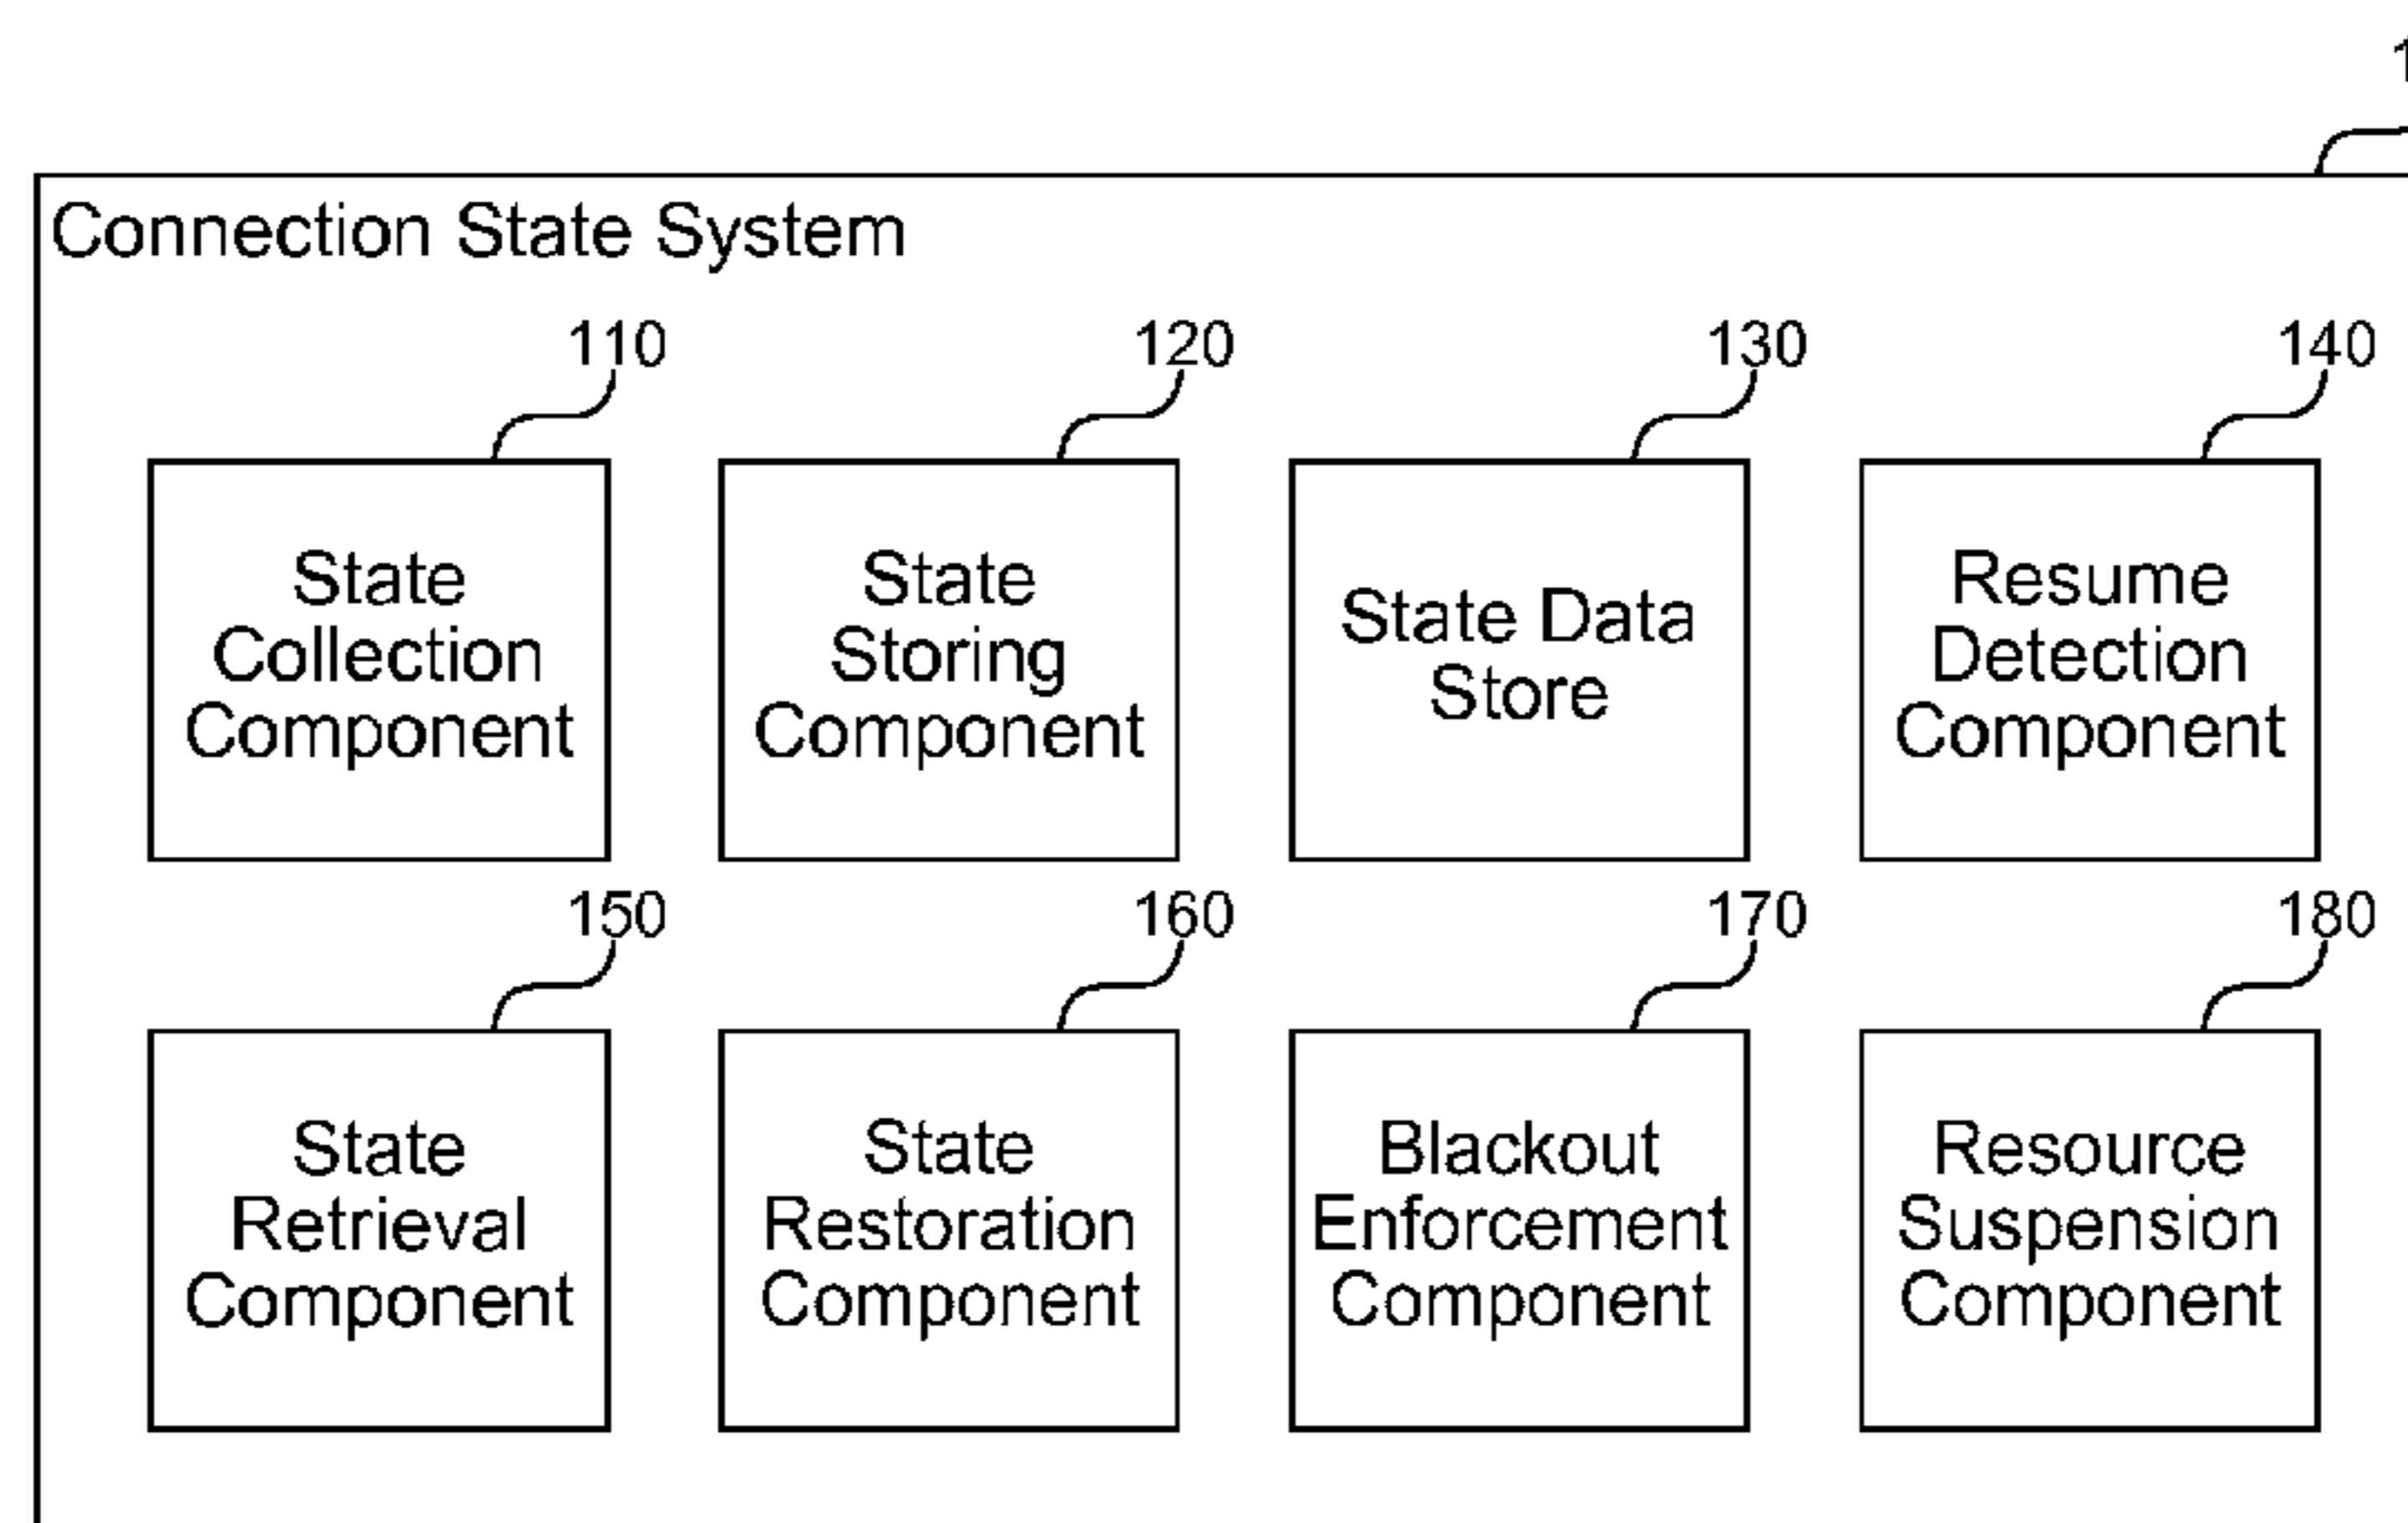 Connection State System
110
120
130
140
State
Collection
Component
State
Storing
Component
State Data
Store
Resume
Detection
Component
150
160
170
180
State
Retrieval
Component
State
Restoration
Component
Blackout
Enforcement
Component
Resource
Suspension
Component